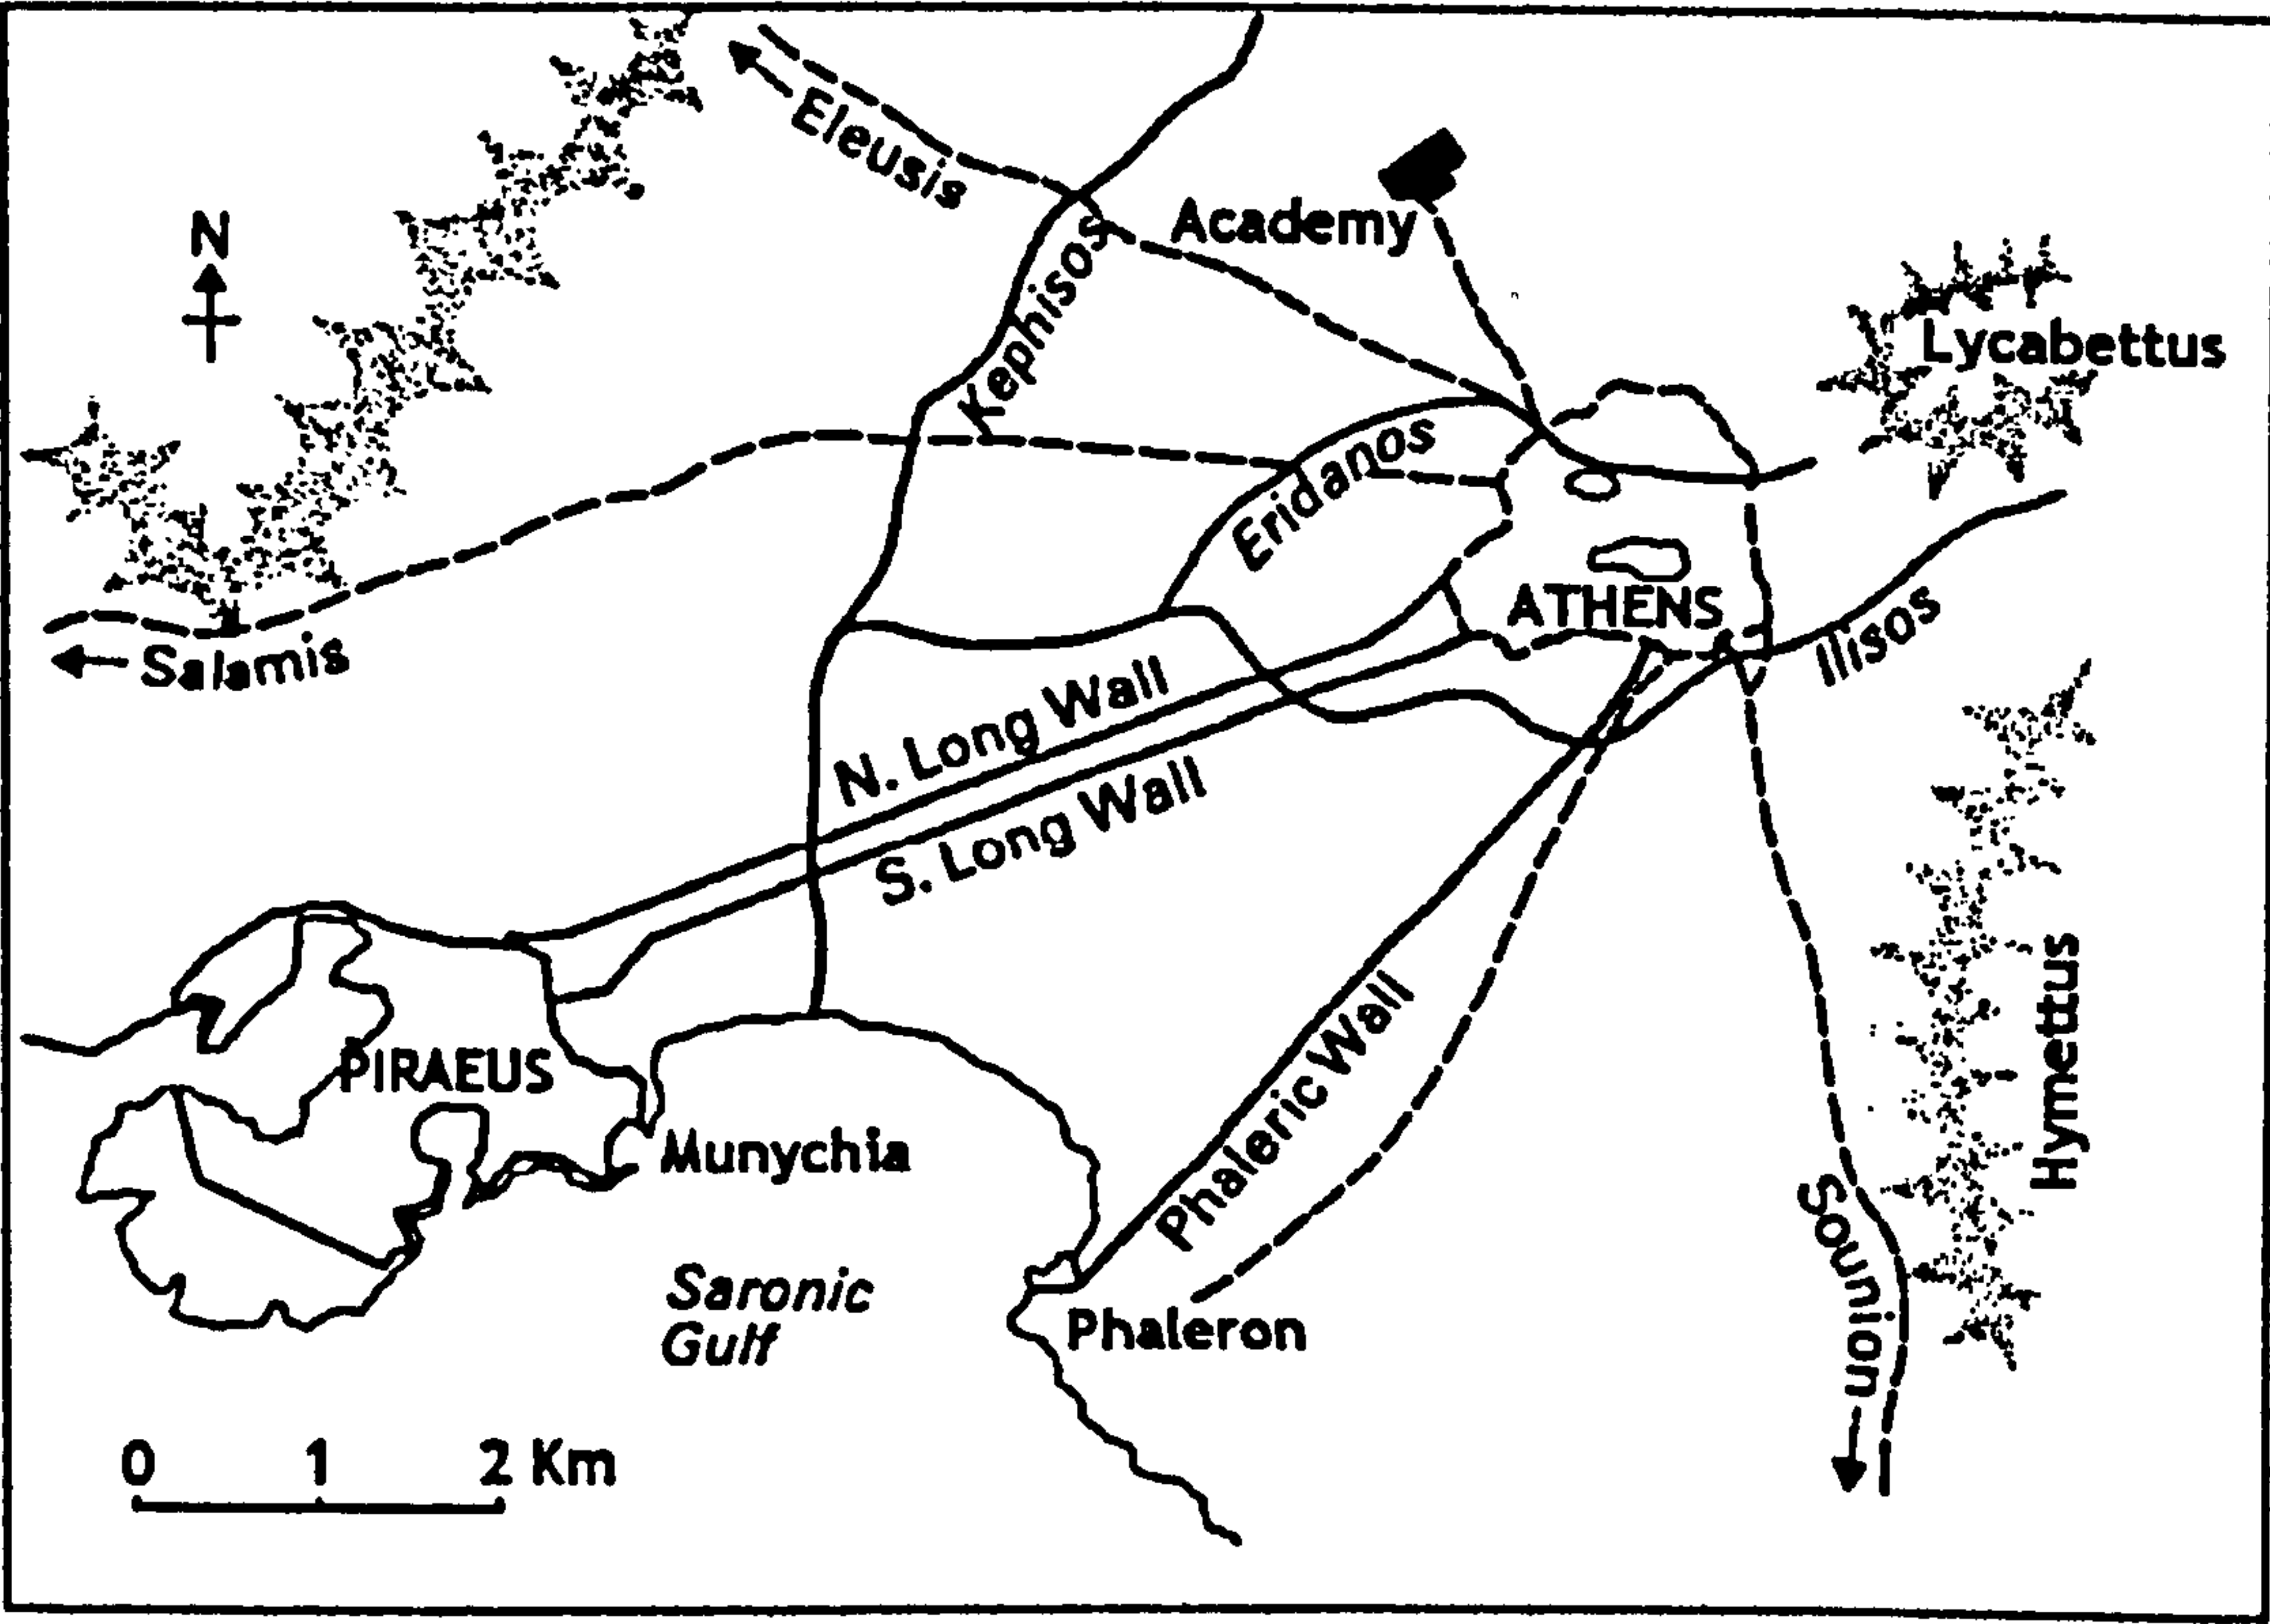 Eleusis
Academy
N
Kephisos
Lycabettus
Eridanos
ATHENS
Ilisos
Salamis
N. Long Wall
S. Long Wall
Hymettus
PIRAEUS
Phaleric Wall
Munychia
Sounion
Saronic
Gulf
Phaleron
0 1 2 Km